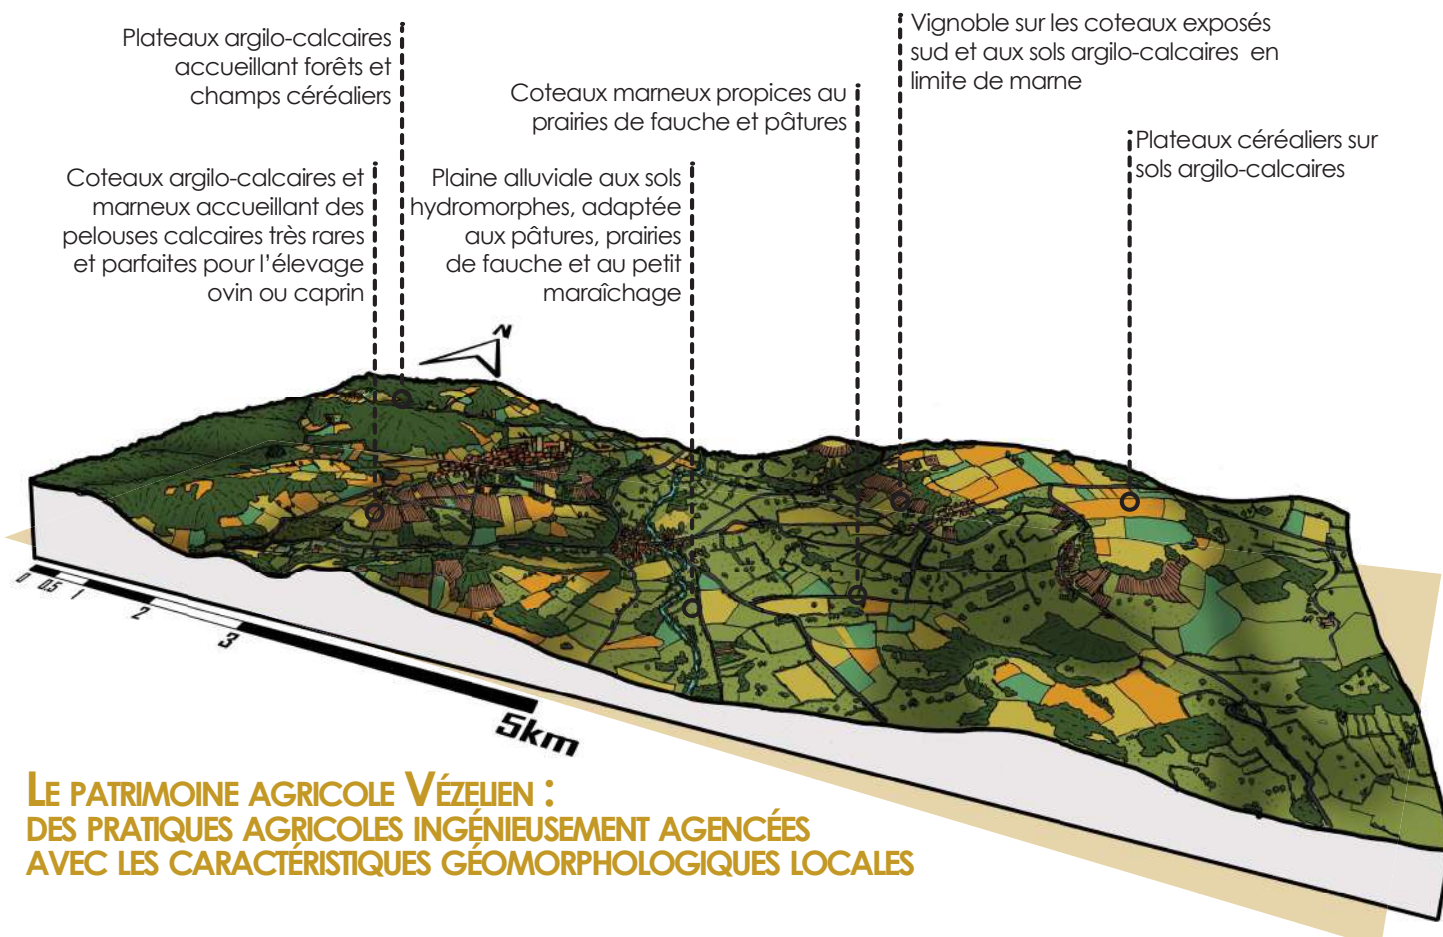 Plateaux argilo-calcaires
accueillant forêts et
champs céréaliers
Coteaux argilo-calcaires et
marneux accueillant des
pelouses calcaires très rares
et parfaites pour l'élevage
ovin ou caprin
Plaine alluviale aux sols
hydromorphes, adaptée
aux pâtures, prairies
de fauche et au petit
maraîchage
Coteaux marneux propices au
prairies de fauche et pâtures
Vignoble sur les coteaux exposés
sud et aux sols argilo-calcaires en
limite de marne
Plateaux céréaliers sur
sols argilo-calcaires
N
0 0.5 1 2 3 5km
LE PATRIMOINE AGRICOLE VÉZELIEN :
DES PRATIQUES AGRICOLES INGÉNIEUSEMENT AGENCÉES
AVEC LES CARACTÉRISTIQUES GÉOMORPHOLOGIQUES LOCALES